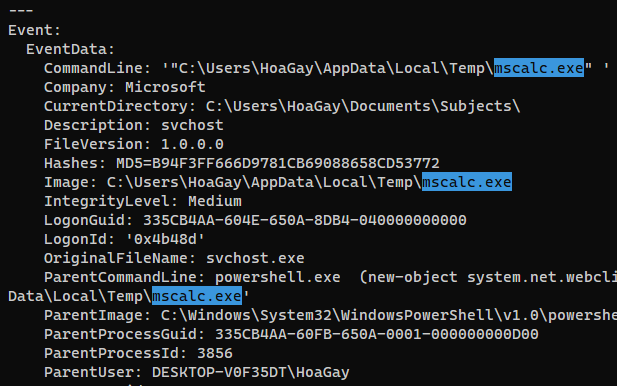 ---
Event:
EventData:
CommandLine: '"C:\Users\HoaGay\AppData\Local\Temp\mscalc.exe" '
Company: Microsoft
CurrentDirectory: C:\Users\HoaGay\Documents\Subjects\
Description: svchost
FileVersion: 1.0.0.0
Hashes: MD5=B94F3FF666D9781CB69088658CD53772
Image: C:\Users\HoaGay\AppData\Local\Temp\mscalc.exe
IntegrityLevel: Medium
LogonGuid: 335CB4AA-604E-650A-8DB4-040000000000
LogonId: '0x4b48d'
OriginalFileName: svchost.exe
ParentCommandLine: powershell.exe  (new-object system.net.webcli
Data\Local\Temp\mscalc.exe'
ParentImage: C:\Windows\System32\WindowsPowerShell\v1.0\powershe
ParentProcessGuid: 335CB4AA-60FB-650A-0001-000000000D00
ParentProcessId: 3856
ParentUser: DESKTOP-V0F35DT\HoaGay